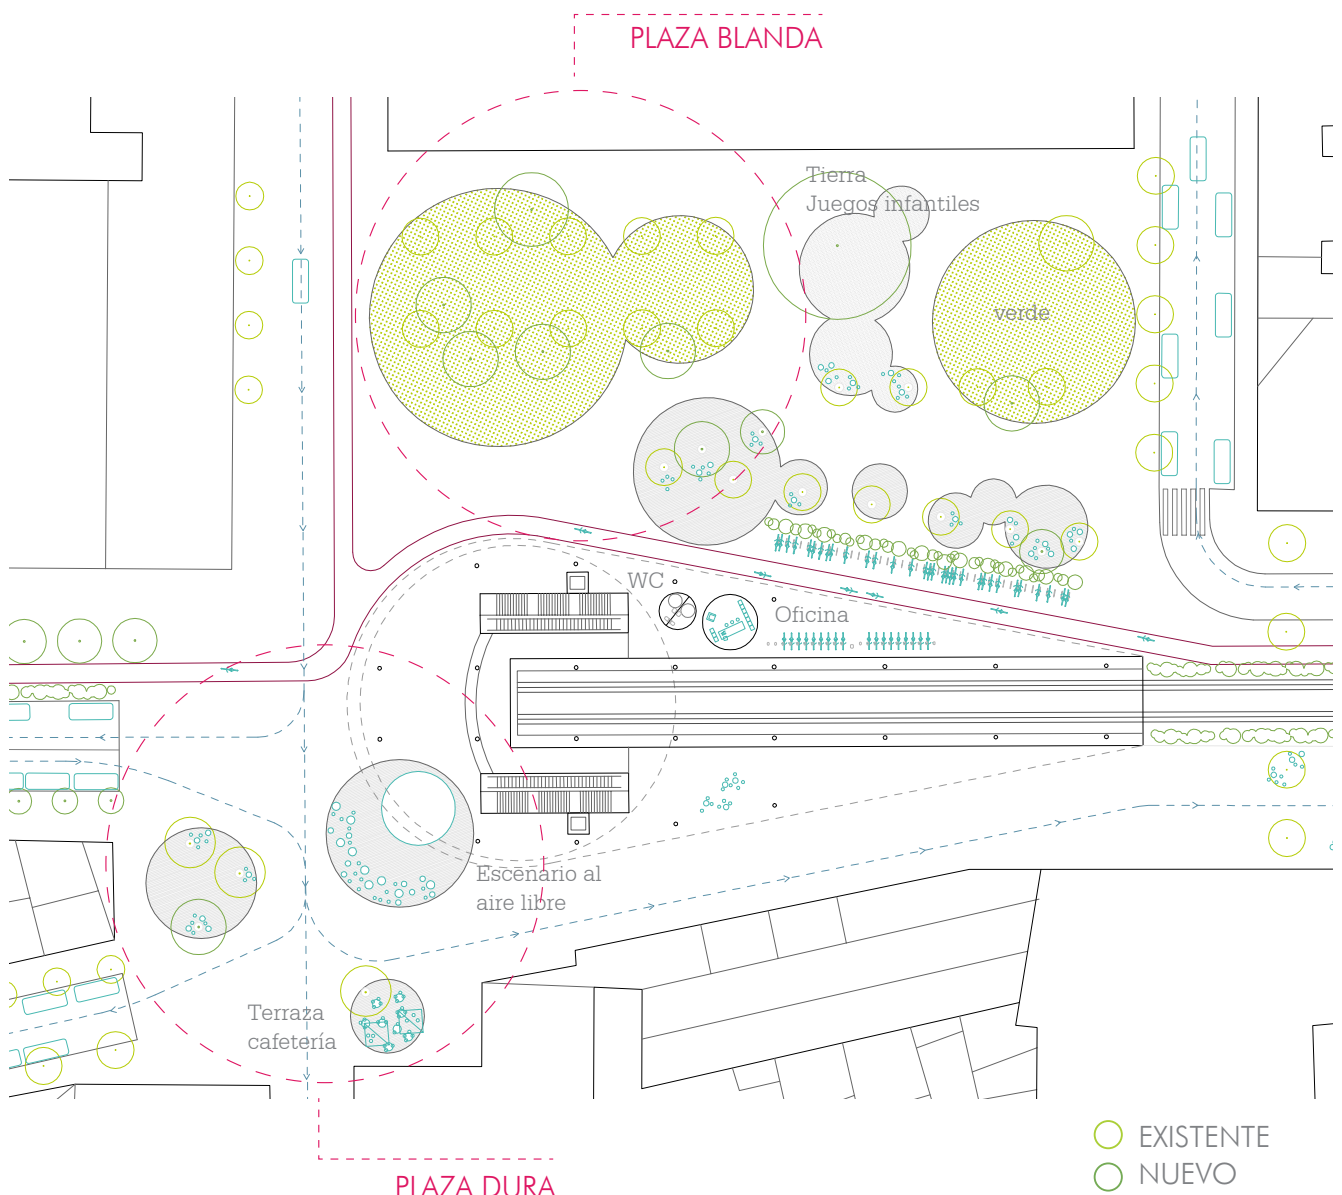 PLAZA BLANDA
Tierra
Juegos infantiles
verde
WC
Oficina
Escenario al
aire libre
Terraza
cafetería
EXISTENTE
NUEVO
PLAZA DURA